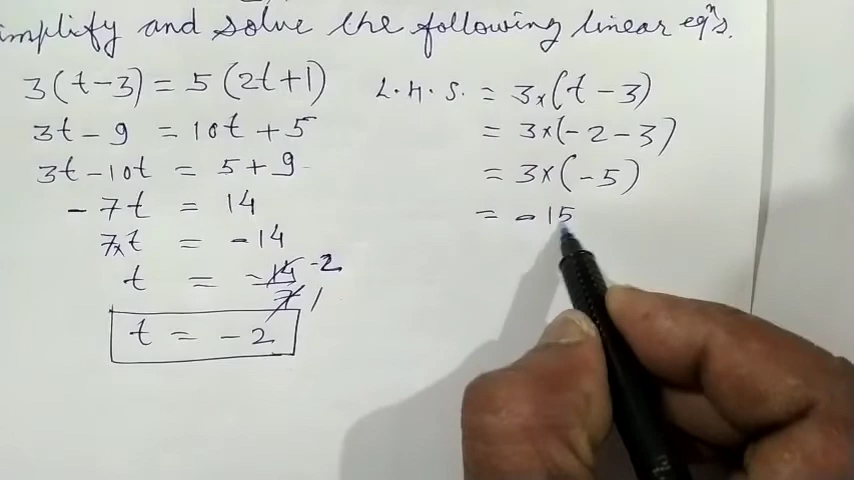 implify and solve the following linear eqⁿs.
3(t-3) = 5(2t+1)
3t - 9 = 10t + 5
3t - 10t = 5 + 9
- 7t = 14
7×t = -14
t = -14/7 -2/1
t = -2
L.H.S. = 3×(t - 3)
= 3×(-2 - 3)
= 3×(-5)
= -15